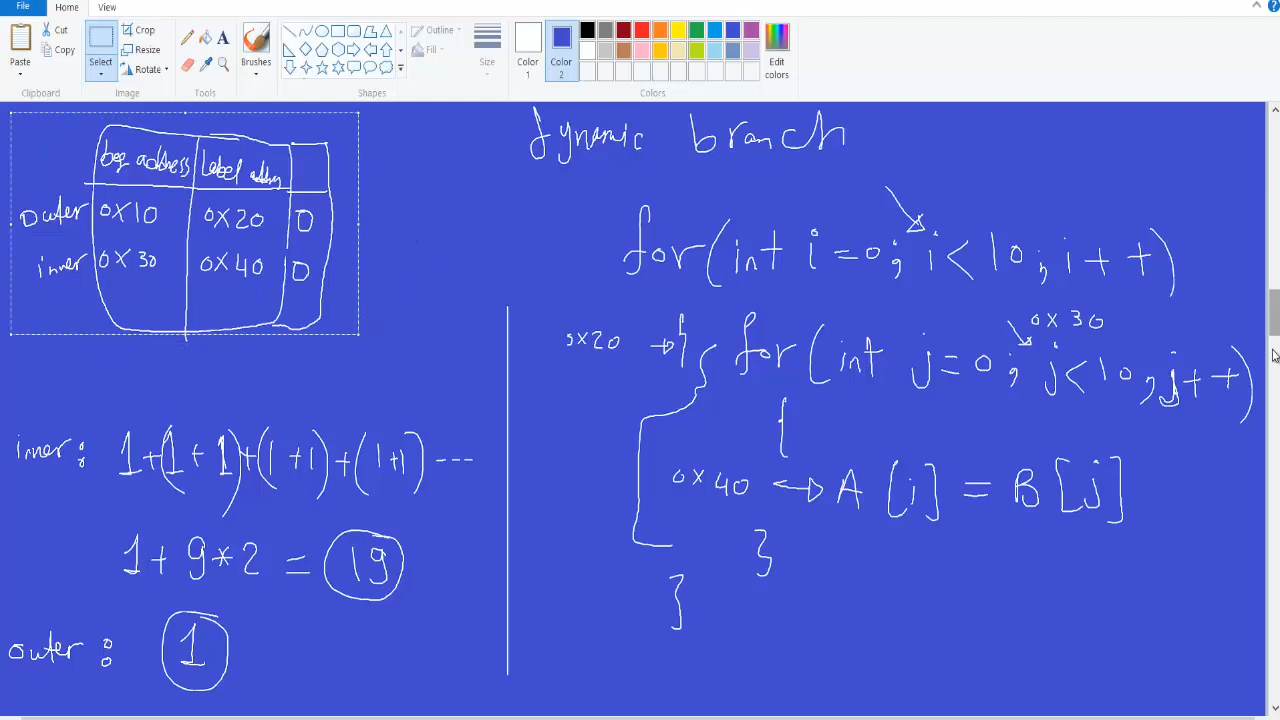 File Home View
Paste Cut Copy Clipboard
Select Crop Resize Rotate Image
Tools
Brushes
Shapes
Outline Fill
Size
Color 1 Color 2 Edit colors Colors
dynamic branch
beq address label
outer 0X10 0X20 0
inner 0X30 0X40 0
for(int i=0; i<10; i++)
0X30
0x20 { for(int j=0; j<10; j++)
{
0x40 A[i] = B[j]
}
}
inner: 1+(1+1)+(1+1)+(1+1) ---
1+9*2 = 19
outer: 1